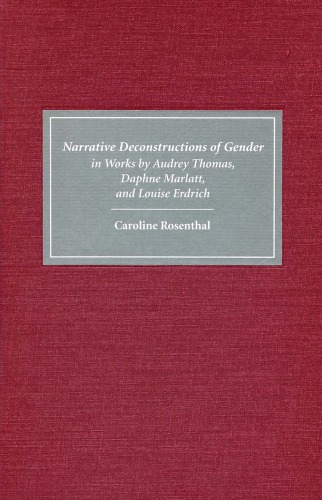 Narrative Deconstructions of Gender
in Works by Audrey Thomas,
Daphne Marlatt,
and Louise Erdrich
Caroline Rosenthal